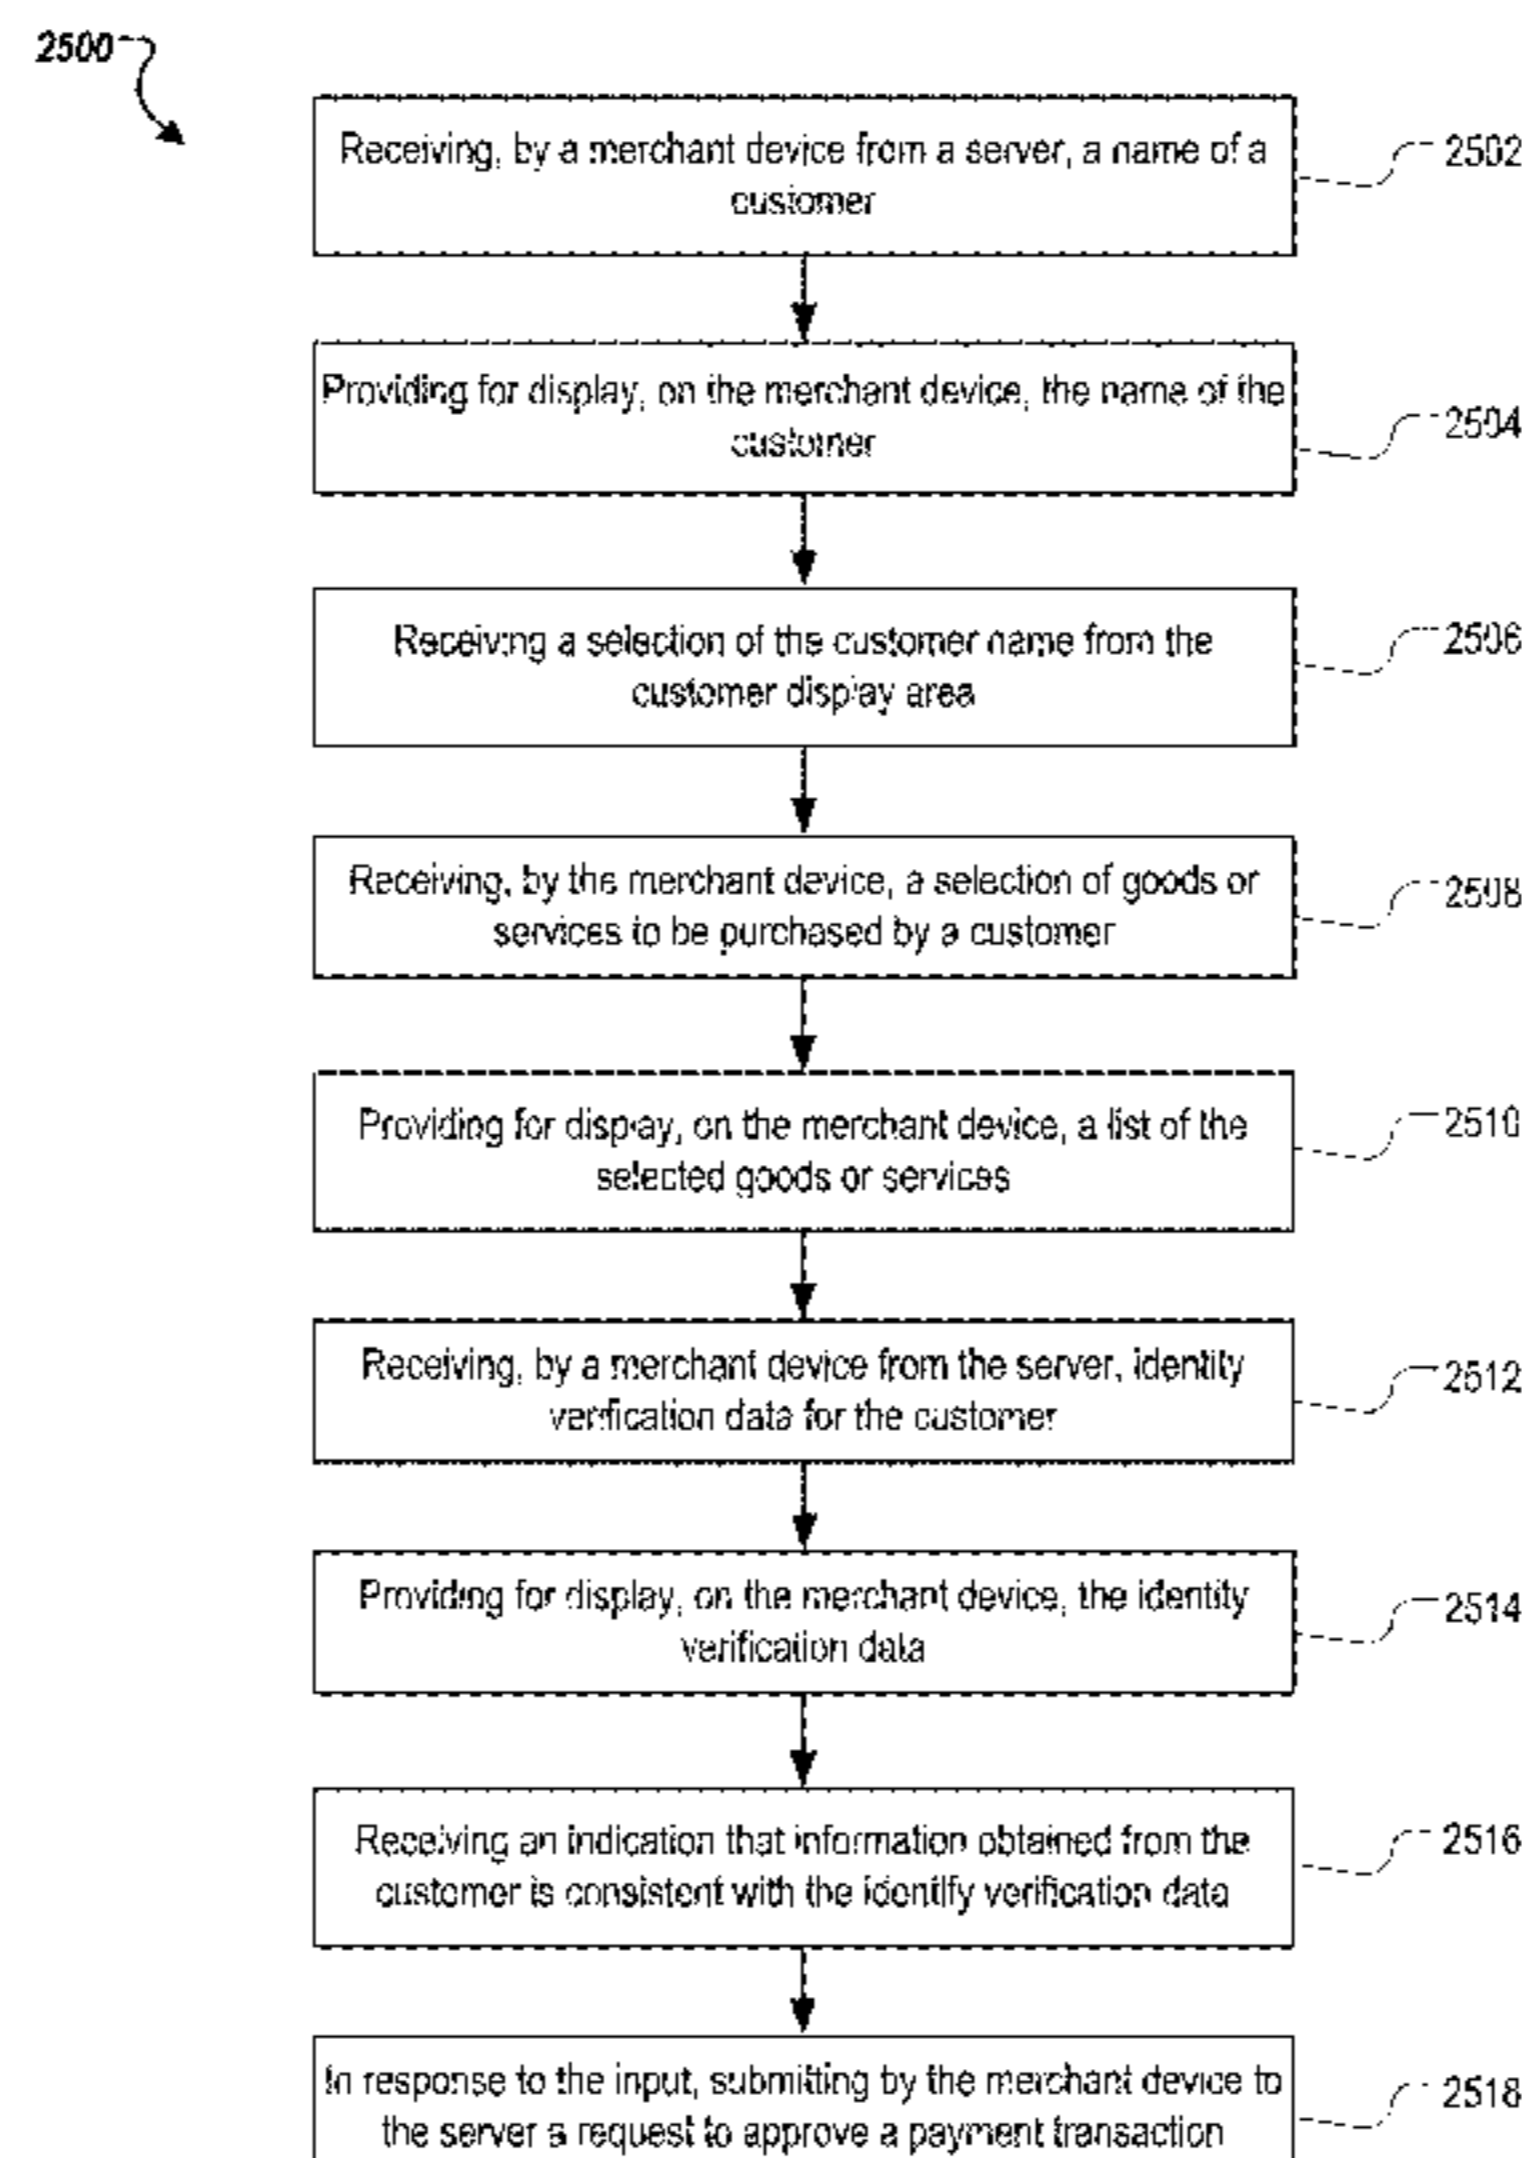 2500
Receiving, by a merchant device from a server, a name of a
customer
2502
Providing for display, on the merchant device, the name of the
customer
2504
Receiving a selection of the customer name from the
customer display area
2506
Receiving, by the merchant device, a selection of goods or
services to be purchased by a customer
2508
Providing for display, on the merchant device, a list of the
selected goods or services
2510
Receiving, by a merchant device from the server, identity
verification data for the customer
2512
Providing for display, on the merchant device, the identity
verification data
2514
Receiving an indication that information obtained from the
customer is consistent with the identify verification data
2516
In response to the input, submitting by the merchant device to
the server a request to approve a payment transaction
2518